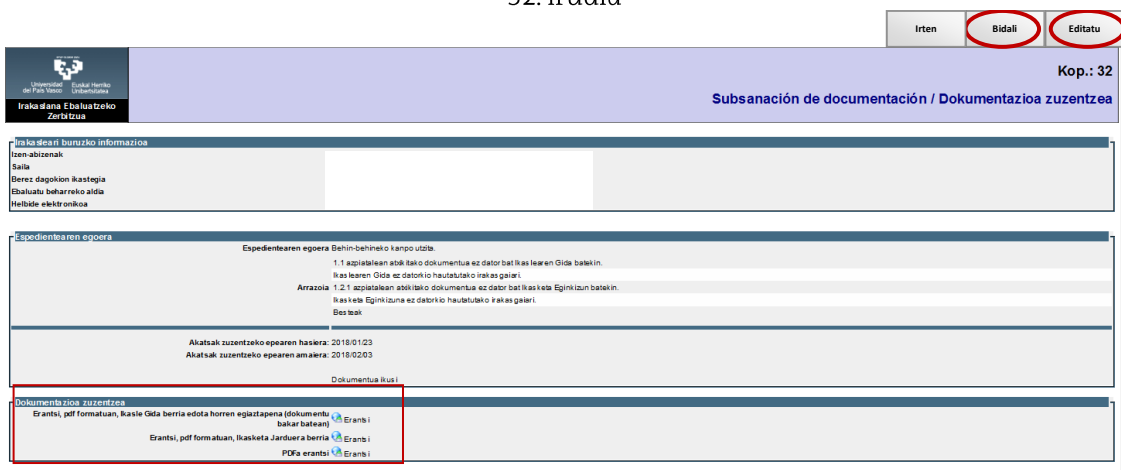 32. irudia
Irten
Bidali
Editatu
Universidad del País Vasco
Euskal Herriko Unibertsitatea
Irakaslana Ebaluatzeko
Zerbitzua
Kop.: 32
Subsanación de documentación / Dokumentazioa zuzentzea
Irakasleari buruzko informazioa
Izen-abizenak
Saila
Berez dagokion ikastegia
Ebaluatu beharreko aldia
Helbide elektronikoa
Espedientearen egoera
Espedientearen egoera Behin-behineko kanpo utzita.
1.1 azpiatalean atxikitako dokumentua ez dator bat Ikaslearen Gida batekin.
Ikaslearen Gida ez datorkio hautatutako irakasgaiari.
Arrazoia 1.2.1 azpiatalean atxikitako dokumentua ez dator bat Ikasketa Eginkizun batekin.
Ikasketa Eginkizuna ez datorkio hautatutako irakasgaiari.
Besteak
Akatsak zuzentzeko epearen hasiera: 2018/01/23
Akatsak zuzentzeko epearen amaiera: 2018/02/03
Dokumentua ikusi
Dokumentazioa zuzentzea
Erantsi, pdf formatuan, Ikasle Gida berria edota horren egiaztapena (dokumentu
bakar batean) Erantsi
Erantsi, pdf formatuan, Ikasketa Jarduera berria Erantsi
PDFa erantsi Erantsi